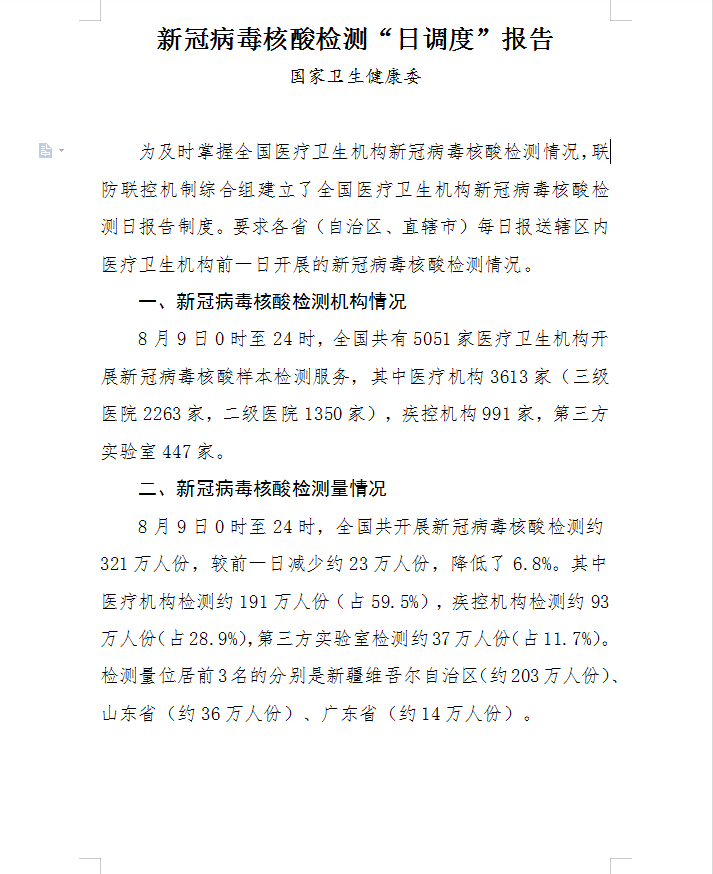 新冠病毒核酸检测“日调度”报告
国家卫生健康委
为及时掌握全国医疗卫生机构新冠病毒核酸检测情况，联
防联控机制综合组建立了全国医疗卫生机构新冠病毒核酸检
测日报告制度。要求各省（自治区、直辖市）每日报送辖区内
医疗卫生机构前一日开展的新冠病毒核酸检测情况。
一、新冠病毒核酸检测机构情况
8 月 9 日 0 时至 24 时，全国共有 5051 家医疗卫生机构开
展新冠病毒核酸样本检测服务，其中医疗机构 3613 家（三级
医院 2263 家，二级医院 1350 家），疾控机构 991 家，第三方
实验室 447 家。
二、新冠病毒核酸检测量情况
8 月 9 日 0 时至 24 时，全国共开展新冠病毒核酸检测约
321 万人份，较前一日减少约 23 万人份，降低了 6.8%。其中
医疗机构检测约 191 万人份（占 59.5%），疾控机构检测约 93
万人份（占 28.9%），第三方实验室检测约 37 万人份（占 11.7%）。
检测量位居前 3 名的分别是新疆维吾尔自治区（约 203 万人份）、
山东省（约 36 万人份）、广东省（约 14 万人份）。